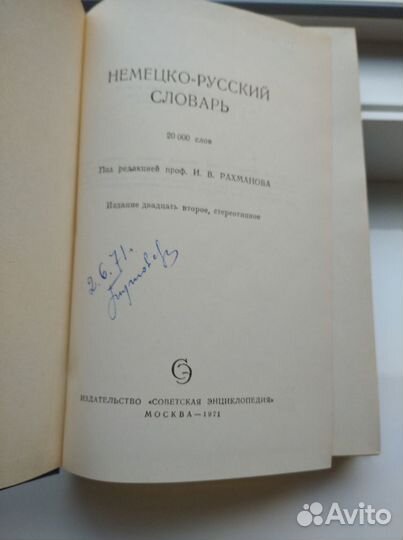 НЕМЕЦКО-РУССКИЙ
СЛОВАРЬ
20 000 слов
Под редакцией проф. И. В. РАХМАНОВА
Издание двадцать второе, стереотипное
2.6.71г.
ИЗДАТЕЛЬСТВО «СОВЕТСКАЯ ЭНЦИКЛОПЕДИЯ»
МОСКВА—1971
Avito